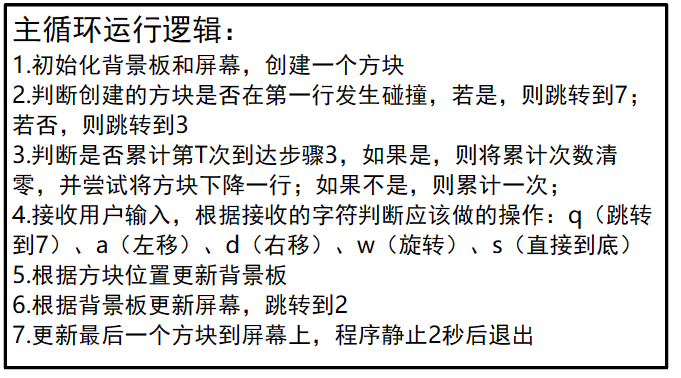 主循环运行逻辑：
1.初始化背景板和屏幕，创建一个方块
2.判断创建的方块是否在第一行发生碰撞，若是，则跳转到7；
若否，则跳转到3
3.判断是否累计第T次到达步骤3，如果是，则将累计次数清
零，并尝试将方块下降一行；如果不是，则累计一次；
4.接收用户输入，根据接收的字符判断应该做的操作：q（跳转
到7）、a（左移）、d（右移）、w（旋转）、s（直接到底）
5.根据方块位置更新背景板
6.根据背景板更新屏幕，跳转到2
7.更新最后一个方块到屏幕上，程序静止2秒后退出